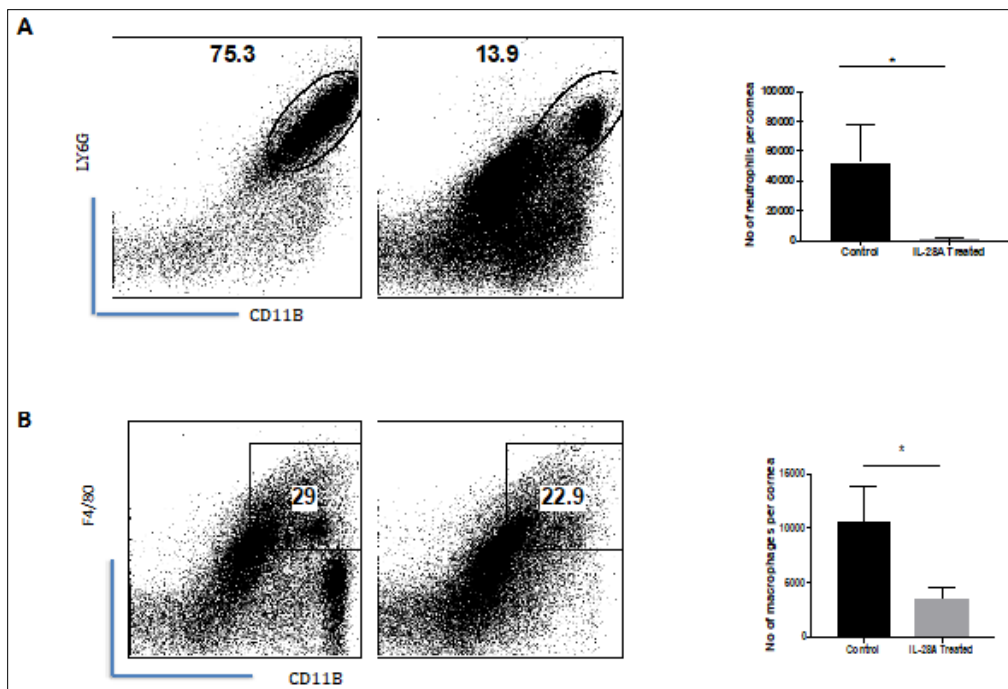 A
75.3
13.9
LY6G
CD11B
*
No of neutrophils per cornea
100000
80000
60000
40000
20000
0
Control
IL-28A Treated
B
29
22.9
F4/80
CD11B
*
No of macrophages per cornea
15000
10000
5000
0
Control
IL-28A Treated